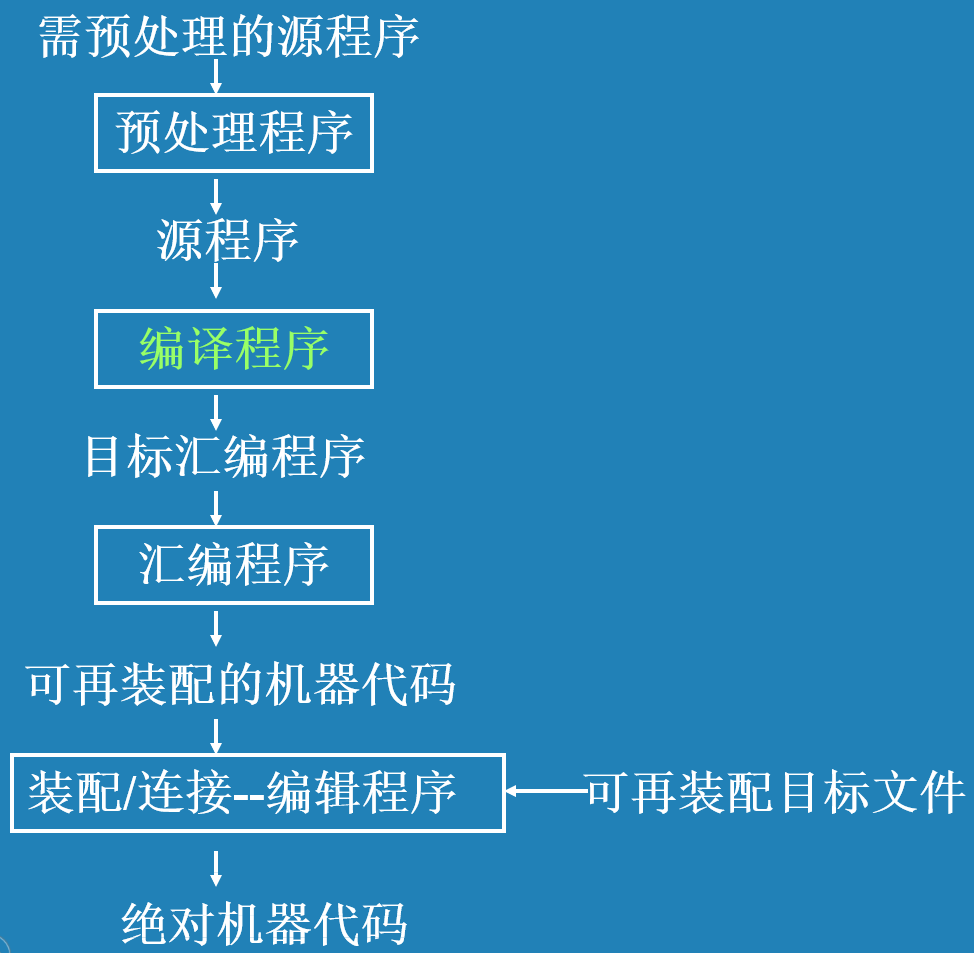 需预处理的源程序
预处理程序
源程序
编译程序
目标汇编程序
汇编程序
可再装配的机器代码
装配/连接--编辑程序
可再装配目标文件
绝对机器代码